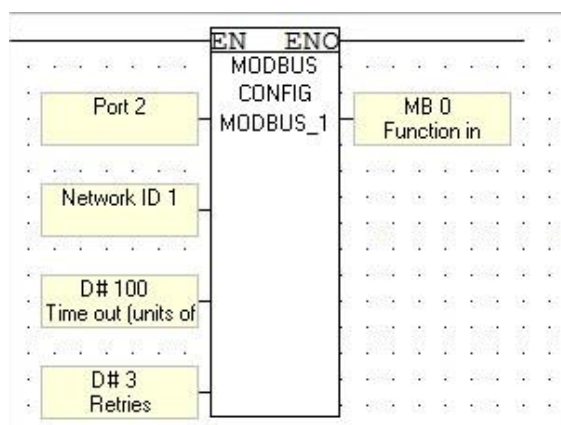 EN ENO
MODBUS
CONFIG
MODBUS_1
Port 2
MB 0
Function in
Network ID 1
D# 100
Time out (units of
D# 3
Retries